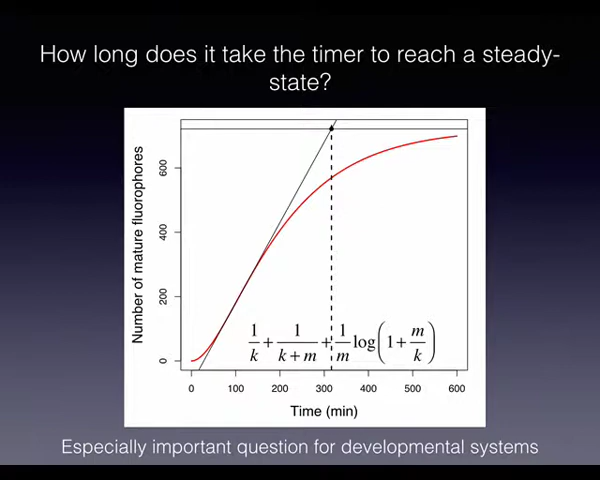 How long does it take the timer to reach a steady-
state?
Number of mature fluorophores
600
400
200
0
1/k + 1/(k+m) + 1/m log(1+m/k)
0 100 200 300 400 500 600
Time (min)
Especially important question for developmental systems